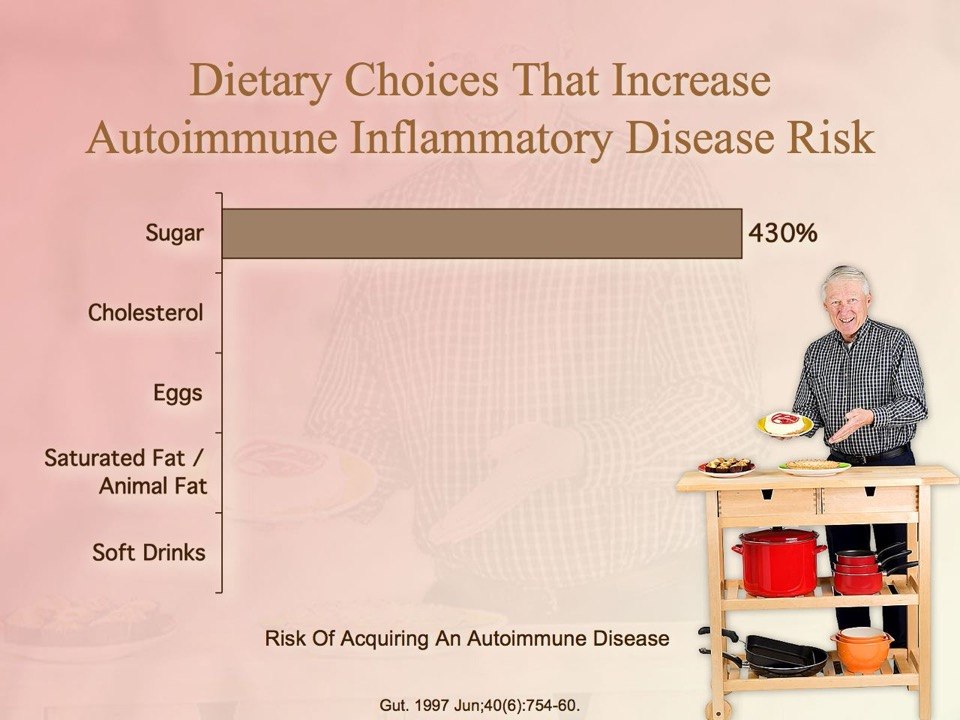 Dietary Choices That Increase
Autoimmune Inflammatory Disease Risk
Sugar
430%
Cholesterol
Eggs
Saturated Fat /
Animal Fat
Soft Drinks
Risk Of Acquiring An Autoimmune Disease
Gut. 1997 Jun;40(6):754-60.